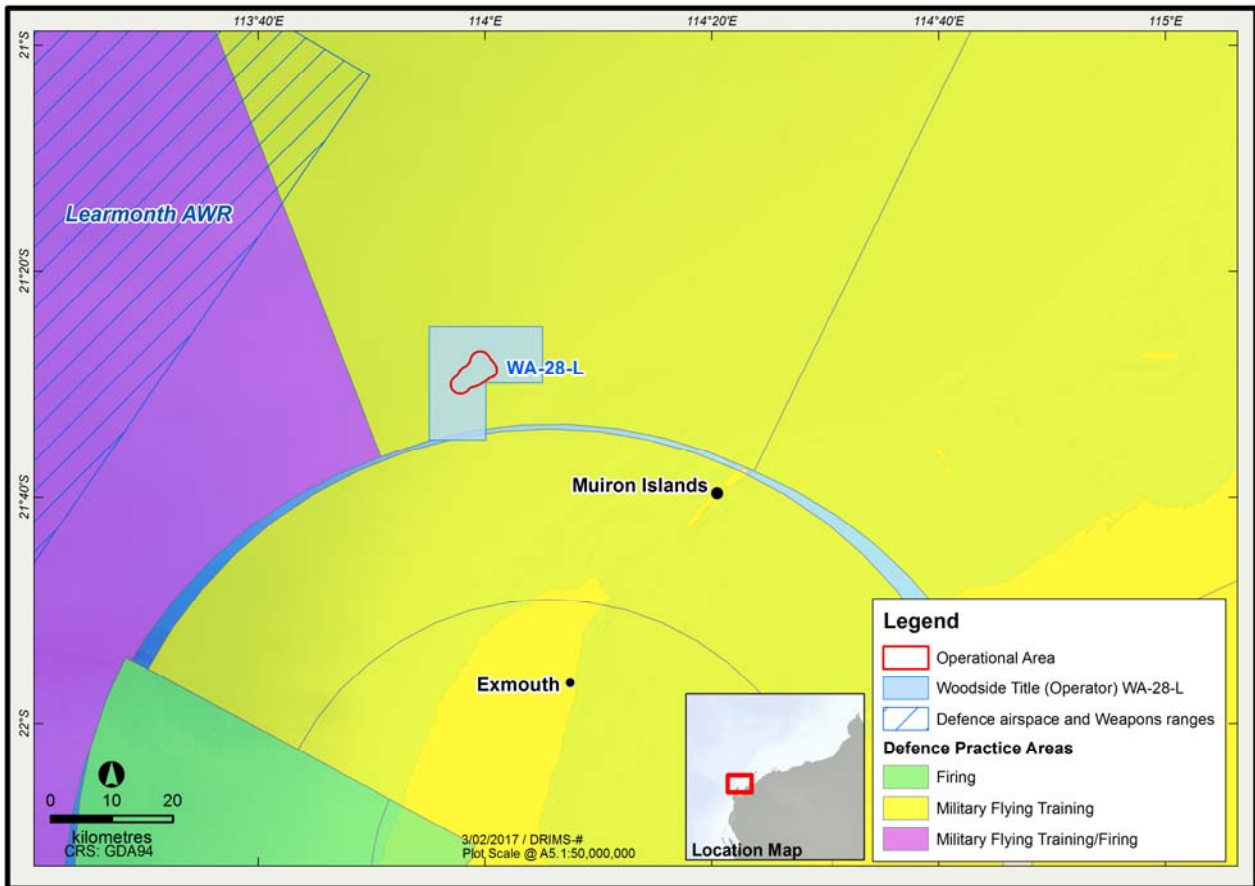 113°40'E
114°E
114°20'E
114°40'E
115°E
21°S
21°20'S
21°40'S
22°S
Learmonth AWR
WA-28-L
Muiron Islands
Exmouth
0 10 20
kilometres
CRS: GDA94
3/02/2017 / DRIMS-#
Plot Scale @ A5.1:50,000,000
Location Map
Legend
Operational Area
Woodside Title (Operator) WA-28-L
Defence airspace and Weapons ranges
Defence Practice Areas
Firing
Military Flying Training
Military Flying Training/Firing